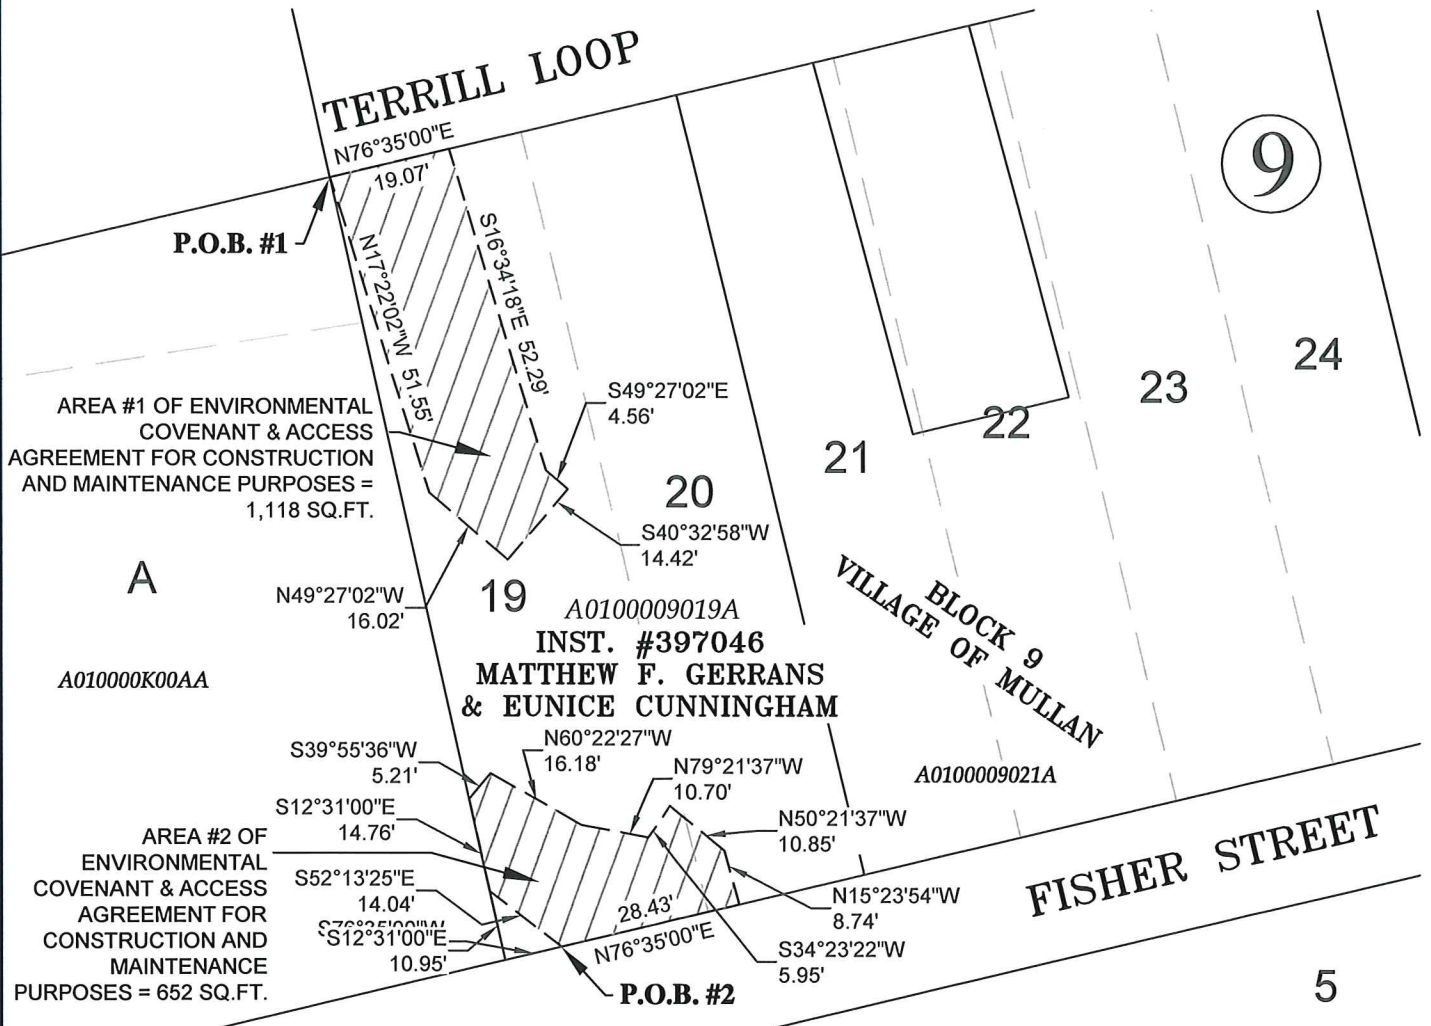 TERRILL LOOP
N76°35'00"E
19.07'
P.O.B. #1
N17°22'02"W 51.55'
S16°34'18"E 52.29'
9
24
23
22
21
20
S49°27'02"E
4.56'
AREA #1 OF ENVIRONMENTAL
COVENANT & ACCESS
AGREEMENT FOR CONSTRUCTION
AND MAINTENANCE PURPOSES =
1,118 SQ.FT.
S40°32'58"W
14.42'
A
N49°27'02"W
16.02'
19
A0100009019A
INST. #397046
MATTHEW F. GERRANS
& EUNICE CUNNINGHAM
BLOCK 9
VILLAGE OF MULLAN
A010000K00AA
S39°55'36"W
5.21'
N60°22'27"W
16.18'
N79°21'37"W
10.70'
A0100009021A
S12°31'00"E
14.76'
N50°21'37"W
10.85'
AREA #2 OF
ENVIRONMENTAL
COVENANT & ACCESS
AGREEMENT FOR
CONSTRUCTION AND
MAINTENANCE
PURPOSES = 652 SQ.FT.
S52°13'25"E
14.04'
S76°35'00"W
S12°31'00"E
10.95'
28.43'
N76°35'00"E
N15°23'54"W
8.74'
S34°23'22"W
5.95'
P.O.B. #2
FISHER STREET
5